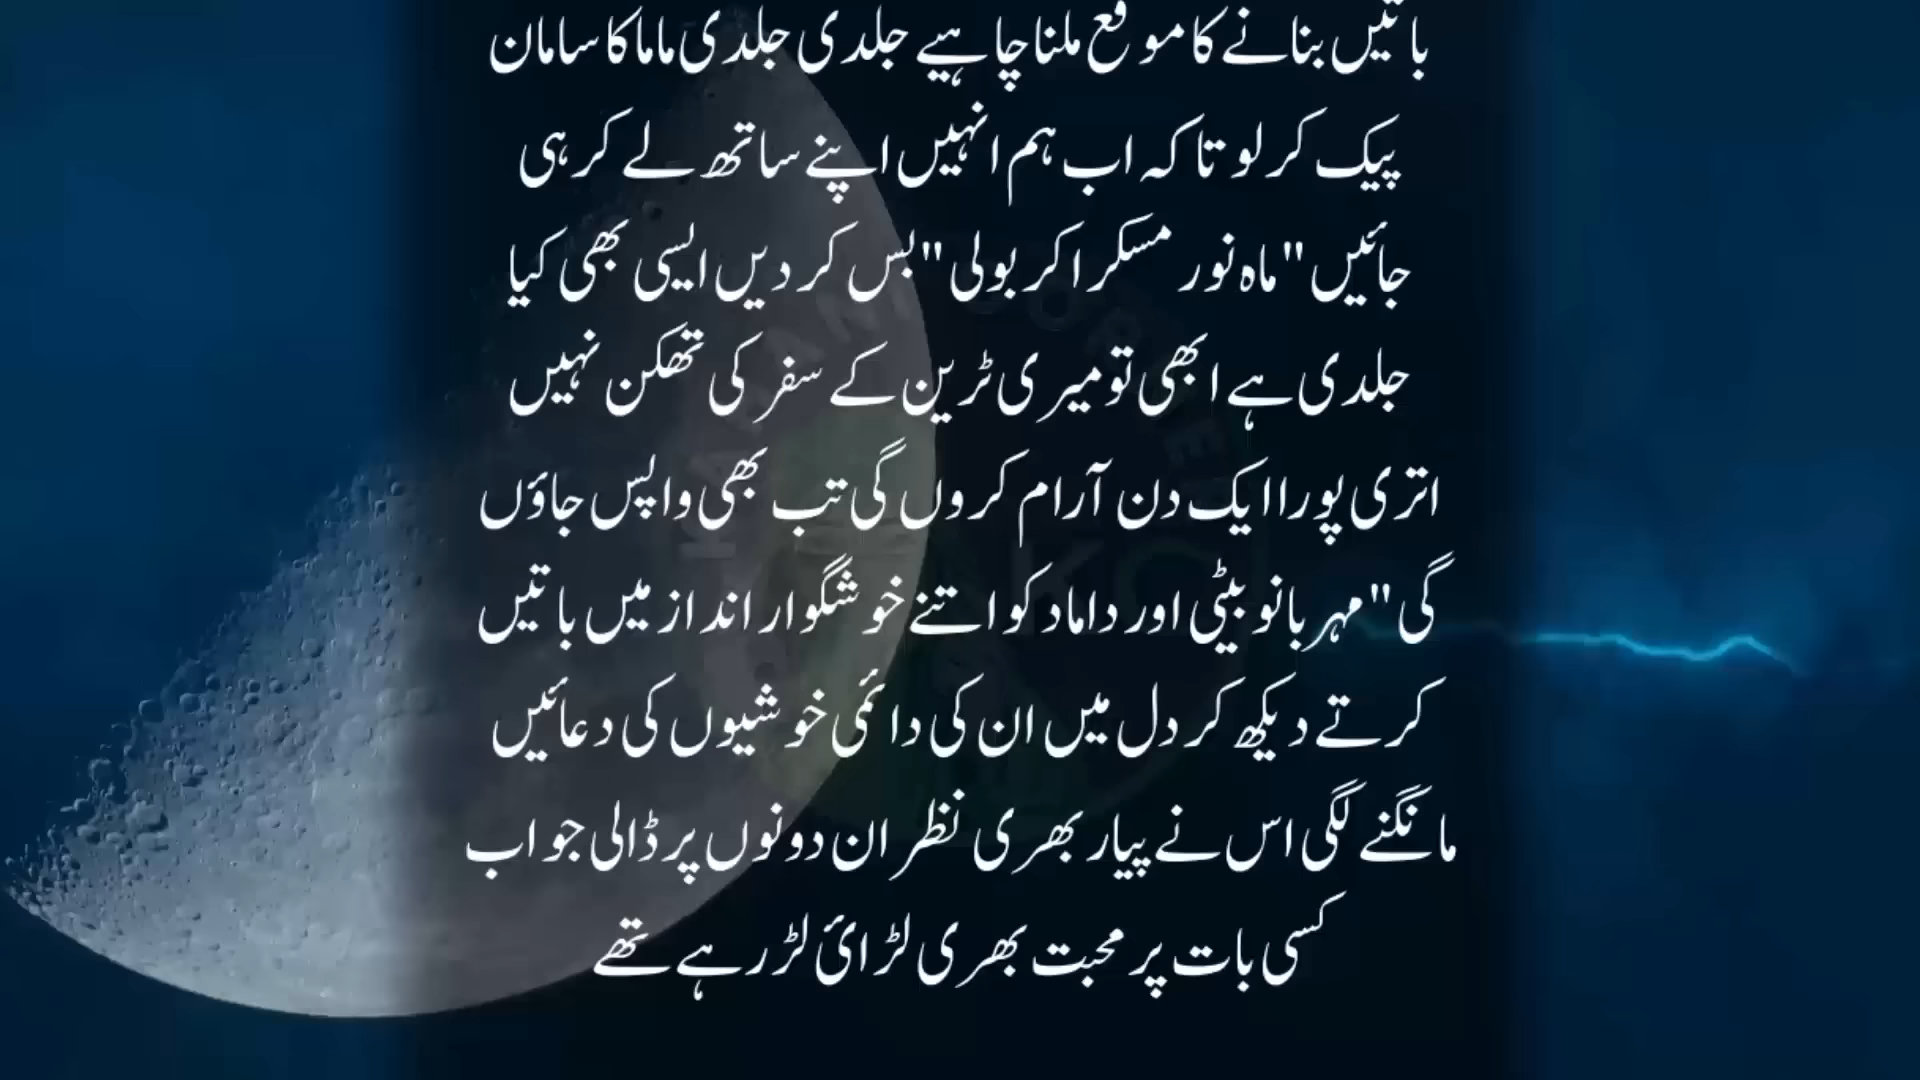 باتیں بنانے کا موقع ملنا چاہیے جلدی جلدی ماما کا سامان
پیک کر لو تاکہ اب ہم انہیں اپنے ساتھ لے کر ہی
جائیں "ماہ نور مسکرا کر بولی "بس کر دیں ایسی بھی کیا
جلدی ہے ابھی تو میری ٹرین کے سفر کی تھکن نہیں
اتری پورا ایک دن آرام کروں گی تب بھی واپس جاؤں
گی "مہر بانو بیٹی اور داماد کو اتنے خوشگوار انداز میں باتیں
کرتے دیکھ کر دل میں ان کی دائمی خوشیوں کی دعائیں
مانگنے لگی اس نے پیار بھری نظر ان دونوں پر ڈالی جو اب
کسی بات پر محبت بھری لڑائ لڑ رہے تھے